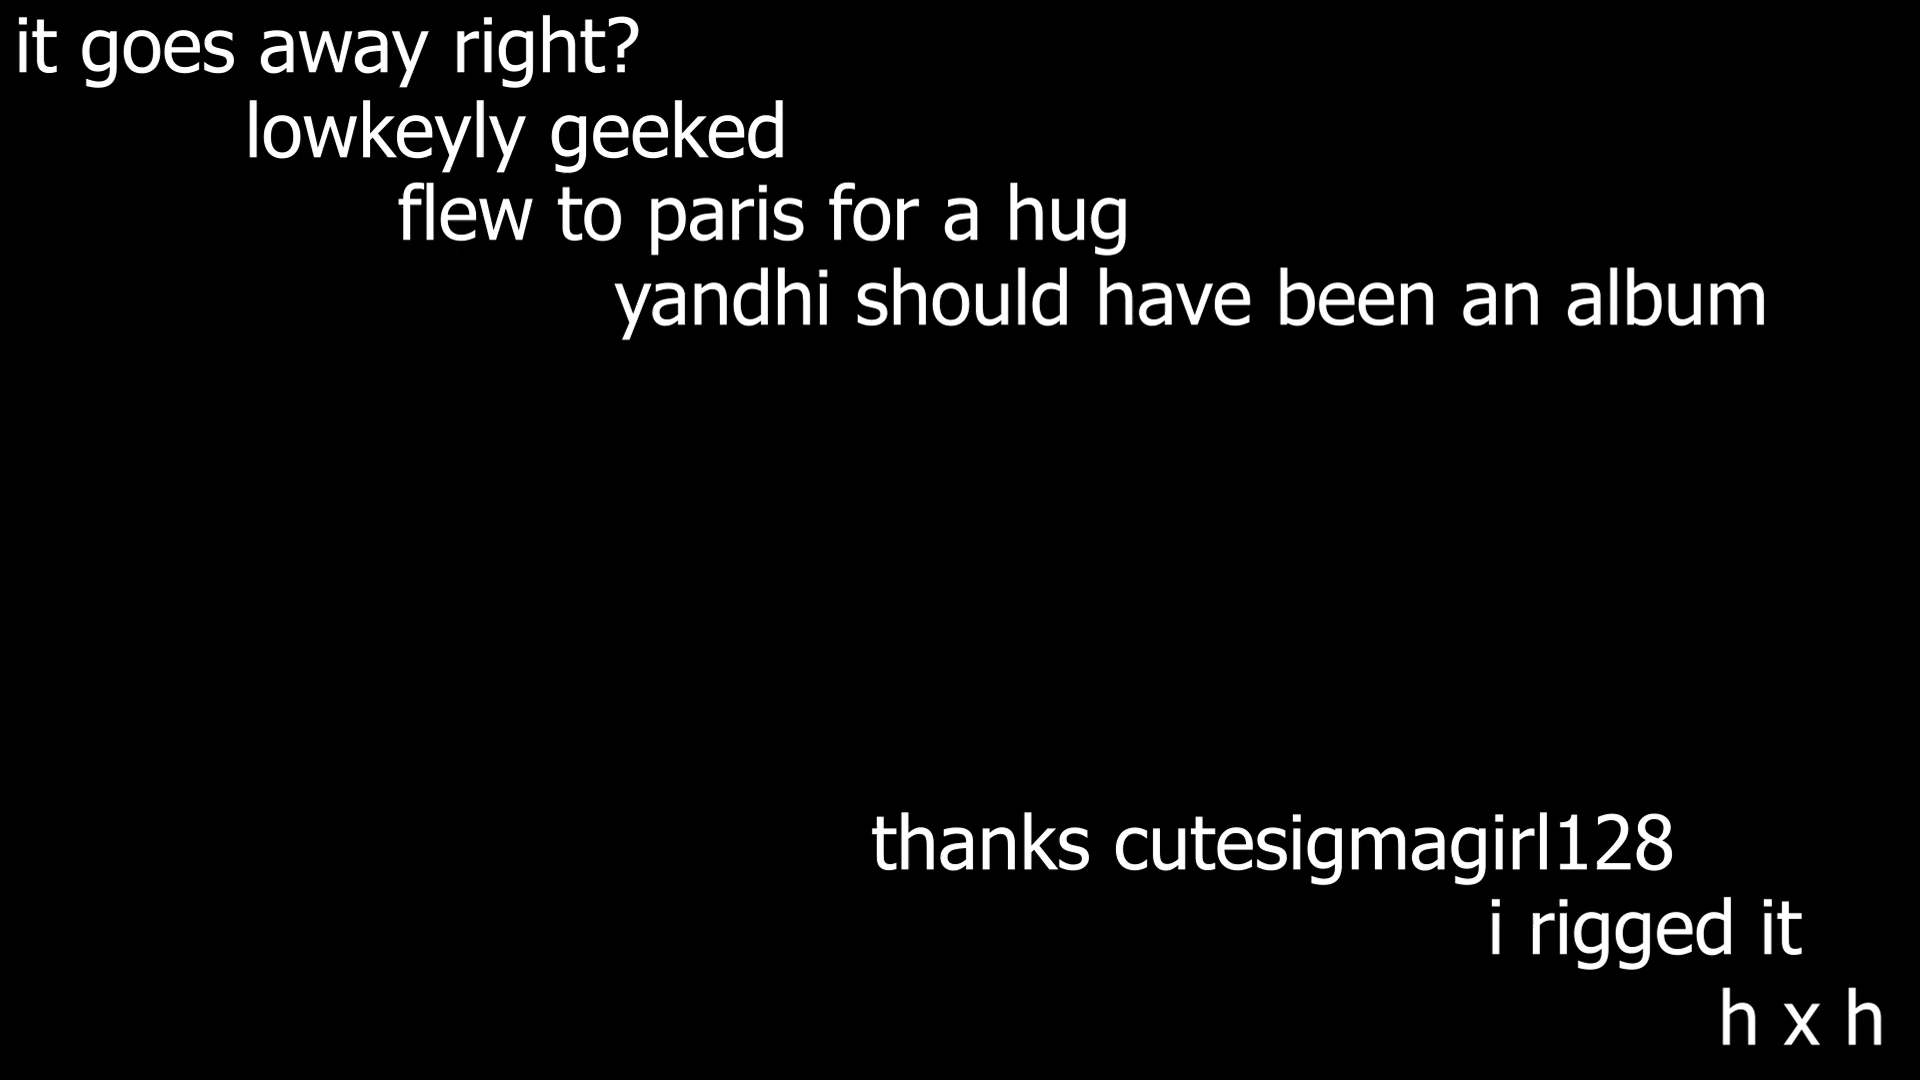 it goes away right?
lowkeyly geeked
flew to paris for a hug
yandhi should have been an album
thanks cutesigmagirl128
i rigged it
h x h